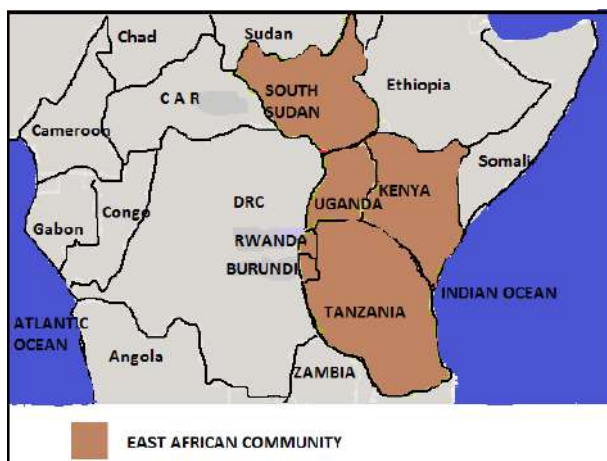 Chad
Sudan
C A R
SOUTH
SUDAN
Ethiopia
Cameroon
Somali
Congo
DRC
UGANDA
KENYA
Gabon
RWANDA
BURUNDI
INDIAN OCEAN
TANZANIA
ATLANTIC
OCEAN
Angola
ZAMBIA
EAST AFRICAN COMMUNITY